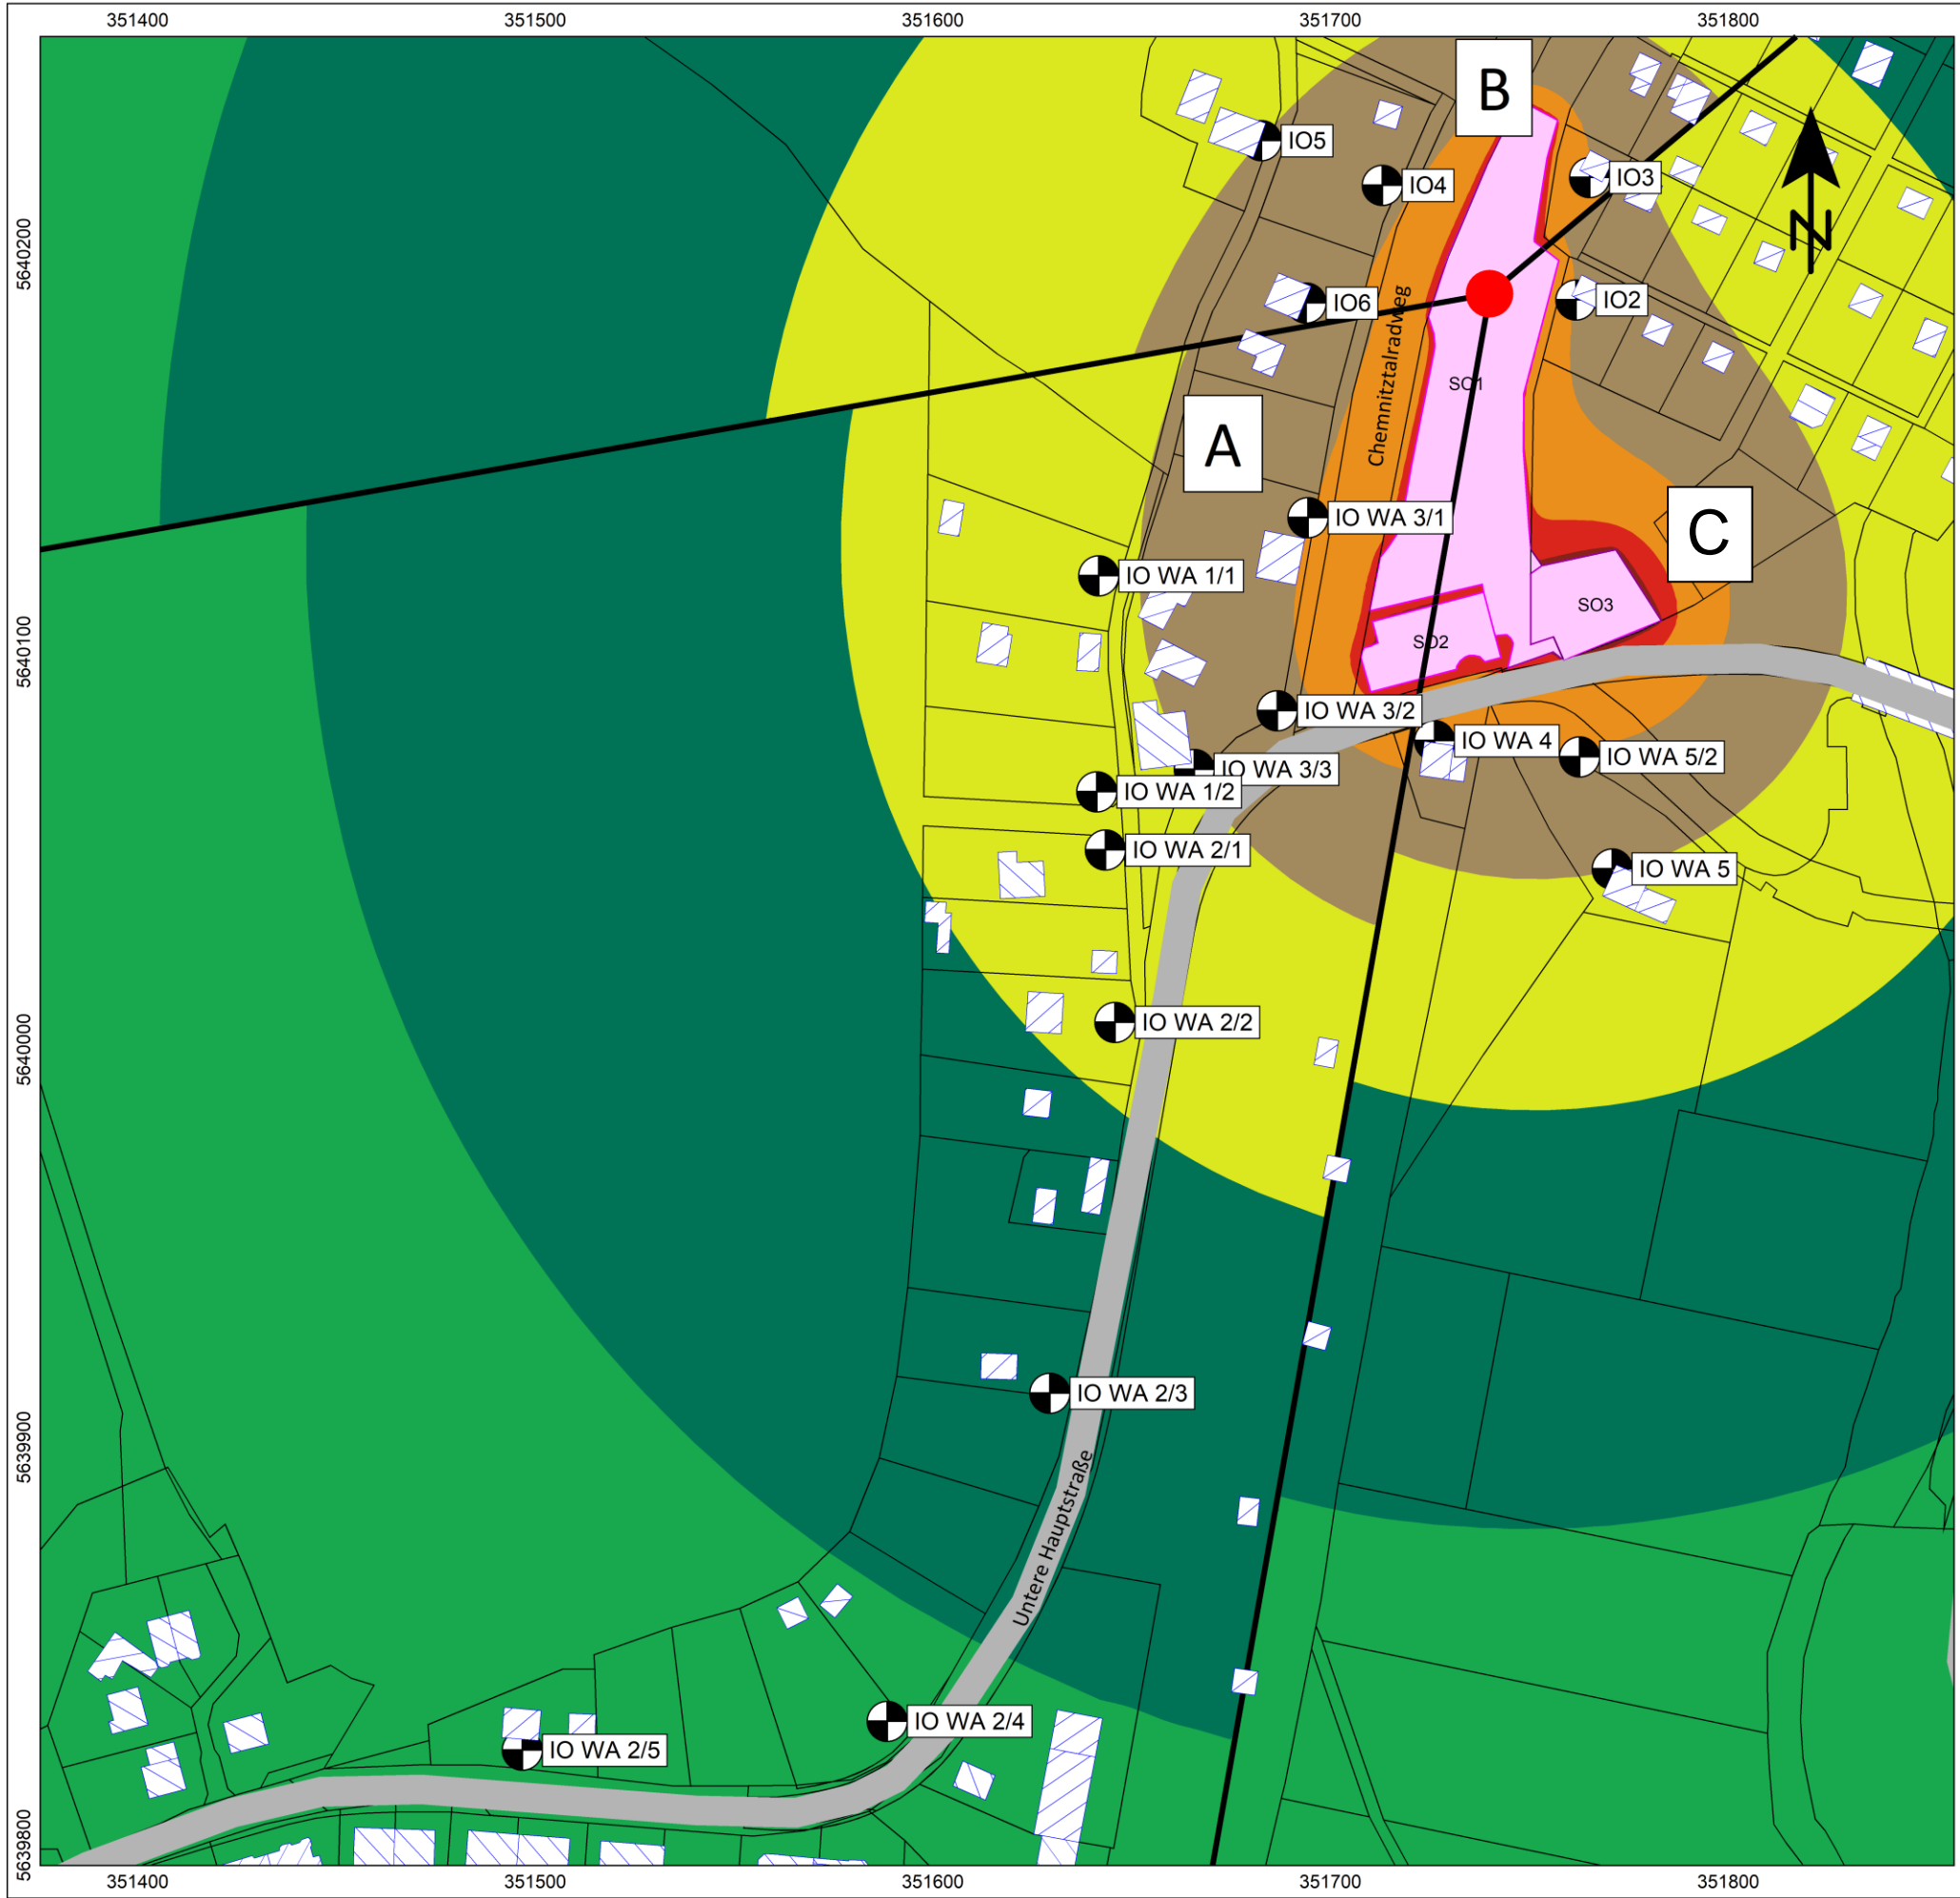 351400 351500 351600 351700 351800
B
IO5
IO4
IO3
5640200
N
IO6
IO2
Chemnitztalradweg
SO1
A
IO WA 3/1
C
IO WA 1/1
SO3
5640100
SO2
IO WA 3/2
IO WA 4
IO WA 5/2
IO WA 3/3
IO WA 1/2
IO WA 2/1
IO WA 5
IO WA 2/2
5640000
IO WA 2/3
5639900
Untere Hauptstraße
IO WA 2/4
IO WA 2/5
5639800
351400 351500 351600 351700 351800